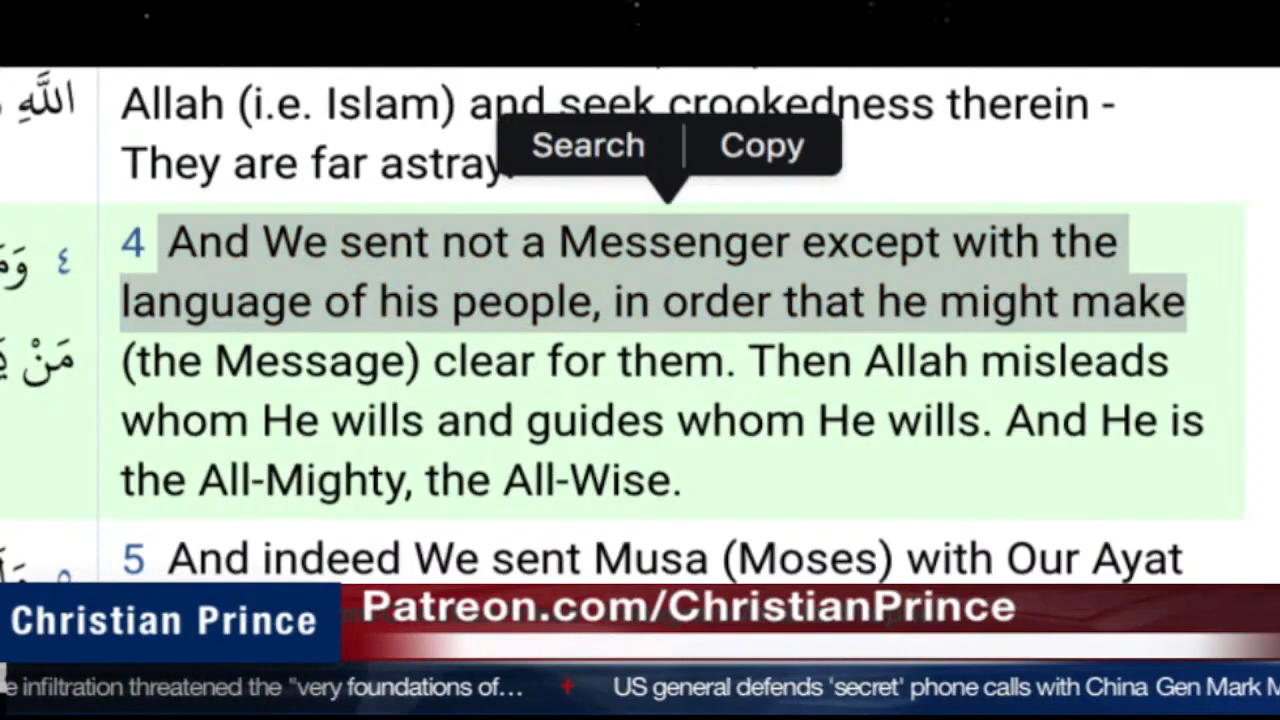 اللَّهِ
Allah (i.e. Islam) and seek crookedness therein -
They are far astray.
Search
Copy
٤
4 And We sent not a Messenger except with the
language of his people, in order that he might make
مَنْ
(the Message) clear for them. Then Allah misleads
whom He wills and guides whom He wills. And He is
the All-Mighty, the All-Wise.
5 And indeed We sent Musa (Moses) with Our Ayat
Christian Prince
Patreon.com/ChristianPrince
e infiltration threatened the "very foundations of...
US general defends 'secret' phone calls with China Gen Mark M